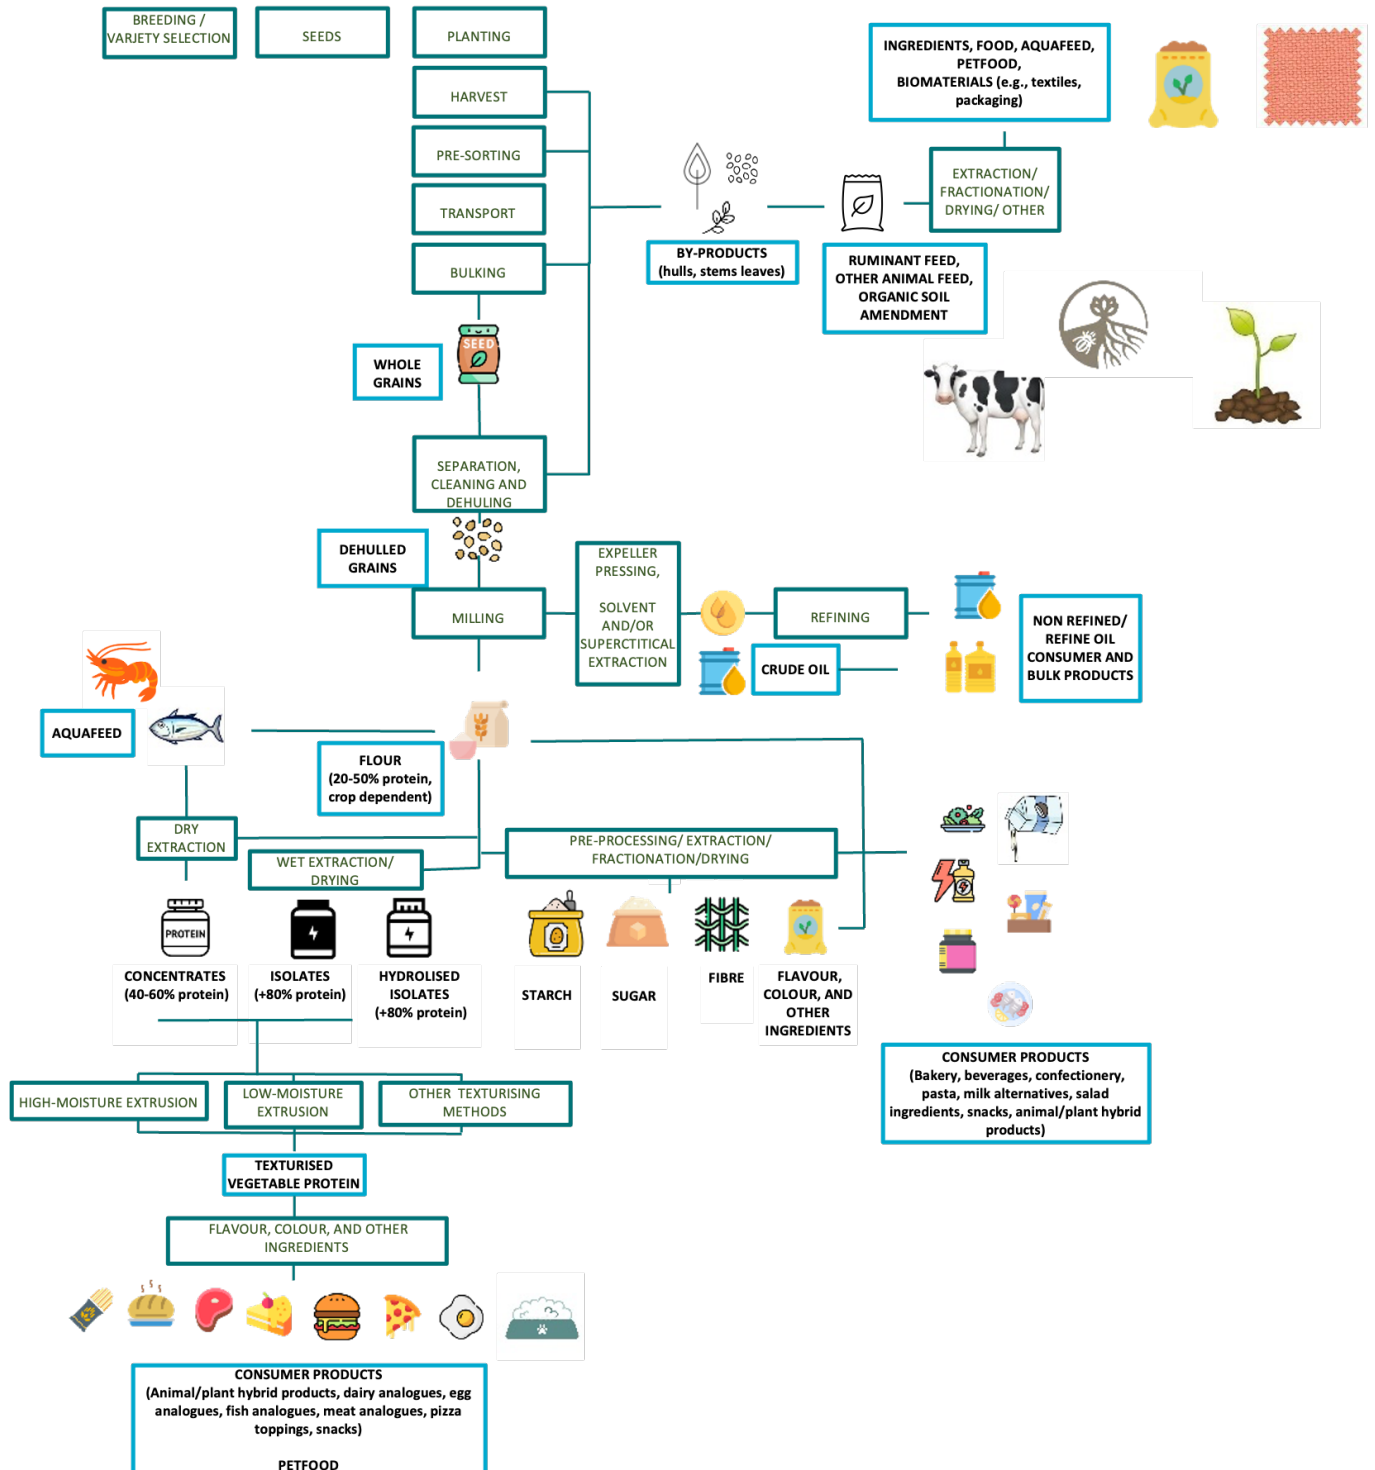 BREEDING /
VARJETY SELECTION
SEEDS
PLANTING
HARVEST
PRE-SORTING
TRANSPORT
BULKING
INGREDIENTS, FOOD, AQUAFEED,
PETFOOD,
BIOMATERIALS (e.g., textiles,
packaging)
EXTRACTION/
FRACTIONATION/
DRYING/ OTHER
BY-PRODUCTS
(hulls, stems leaves)
RUMINANT FEED,
OTHER ANIMAL FEED,
ORGANIC SOIL
AMENDMENT
SEED
WHOLE
GRAINS
SEPARATION,
CLEANING AND
DEHULING
DEHULLED
GRAINS
MILLING
EXPELLER
PRESSING,
SOLVENT
AND/OR
SUPERCTITICAL
EXTRACTION
REFINING
CRUDE OIL
NON REFINED/
REFINE OIL
CONSUMER AND
BULK PRODUCTS
AQUAFEED
FLOUR
(20-50% protein,
crop dependent)
DRY
EXTRACTION
WET EXTRACTION/
DRYING
PRE-PROCESSING/ EXTRACTION/
FRACTIONATION/DRYING
PROTEIN
CONCENTRATES
(40-60% protein)
ISOLATES
(+80% protein)
HYDROLISED
ISOLATES
(+80% protein)
STARCH
SUGAR
FIBRE
FLAVOUR,
COLOUR, AND
OTHER
INGREDIENTS
CONSUMER PRODUCTS
(Bakery, beverages, confectionery,
pasta, milk alternatives, salad
ingredients, snacks, animal/plant hybrid
products)
HIGH-MOISTURE EXTRUSION
LOW-MOISTURE
EXTRUSION
OTHER TEXTURISING
METHODS
TEXTURISED
VEGETABLE PROTEIN
FLAVOUR, COLOUR, AND OTHER
INGREDIENTS
CONSUMER PRODUCTS
(Animal/plant hybrid products, dairy analogues, egg
analogues, fish analogues, meat analogues, pizza
toppings, snacks)
PETFOOD